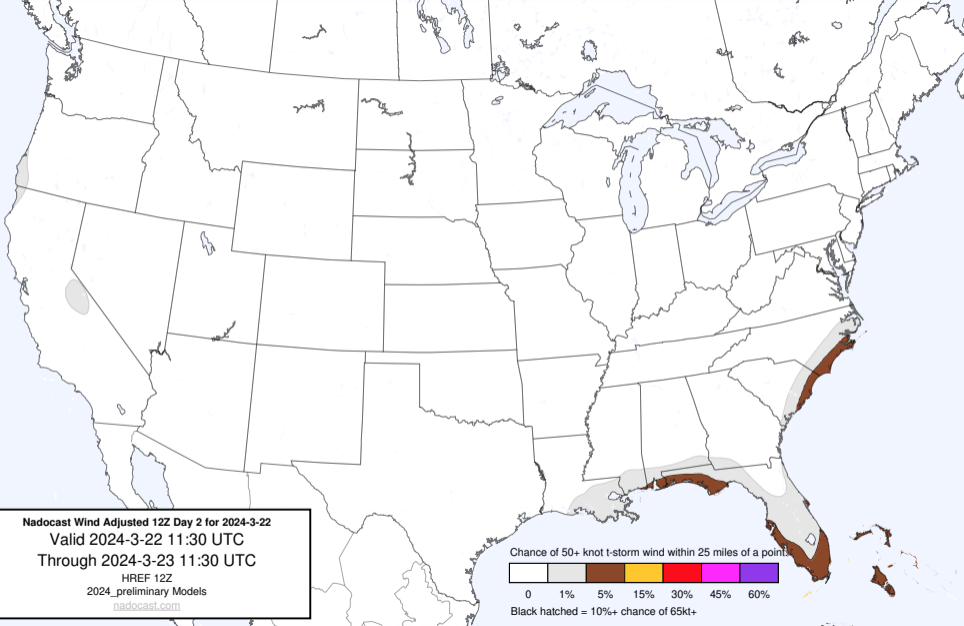 Nadocast Wind Adjusted 12Z Day 2 for 2024-3-22
Valid 2024-3-22 11:30 UTC
Through 2024-3-23 11:30 UTC
HREF 12Z
2024_preliminary Models
nadocast.com
Chance of 50+ knot t-storm wind within 25 miles of a point.
0 1% 5% 15% 30% 45% 60%
Black hatched = 10%+ chance of 65kt+